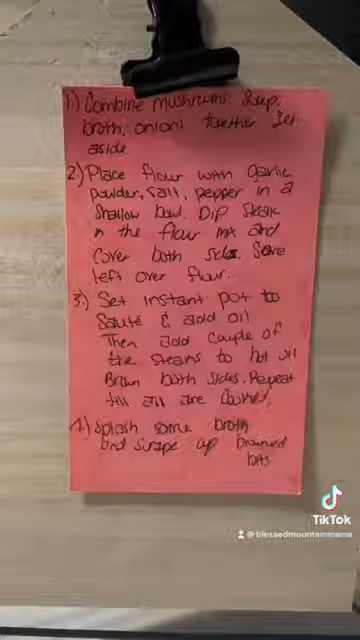 1.) Combine mushrooms. Soup,
broth, onions together Set
aside
2.) Place flour with garlic
powder, salt, pepper in a
shallow bowl. Dip Steak
in the flour mix and
Cover both sides. Save
left over flour.
3.) Set instant pot to
Saute & add oil
Then add couple of
the steaks to hot oil
Brown both sides. Repeat
till all are Cooked.
4.) Splash some broth
and scrape up browned
bits
TikTok
@blessedmountainmama